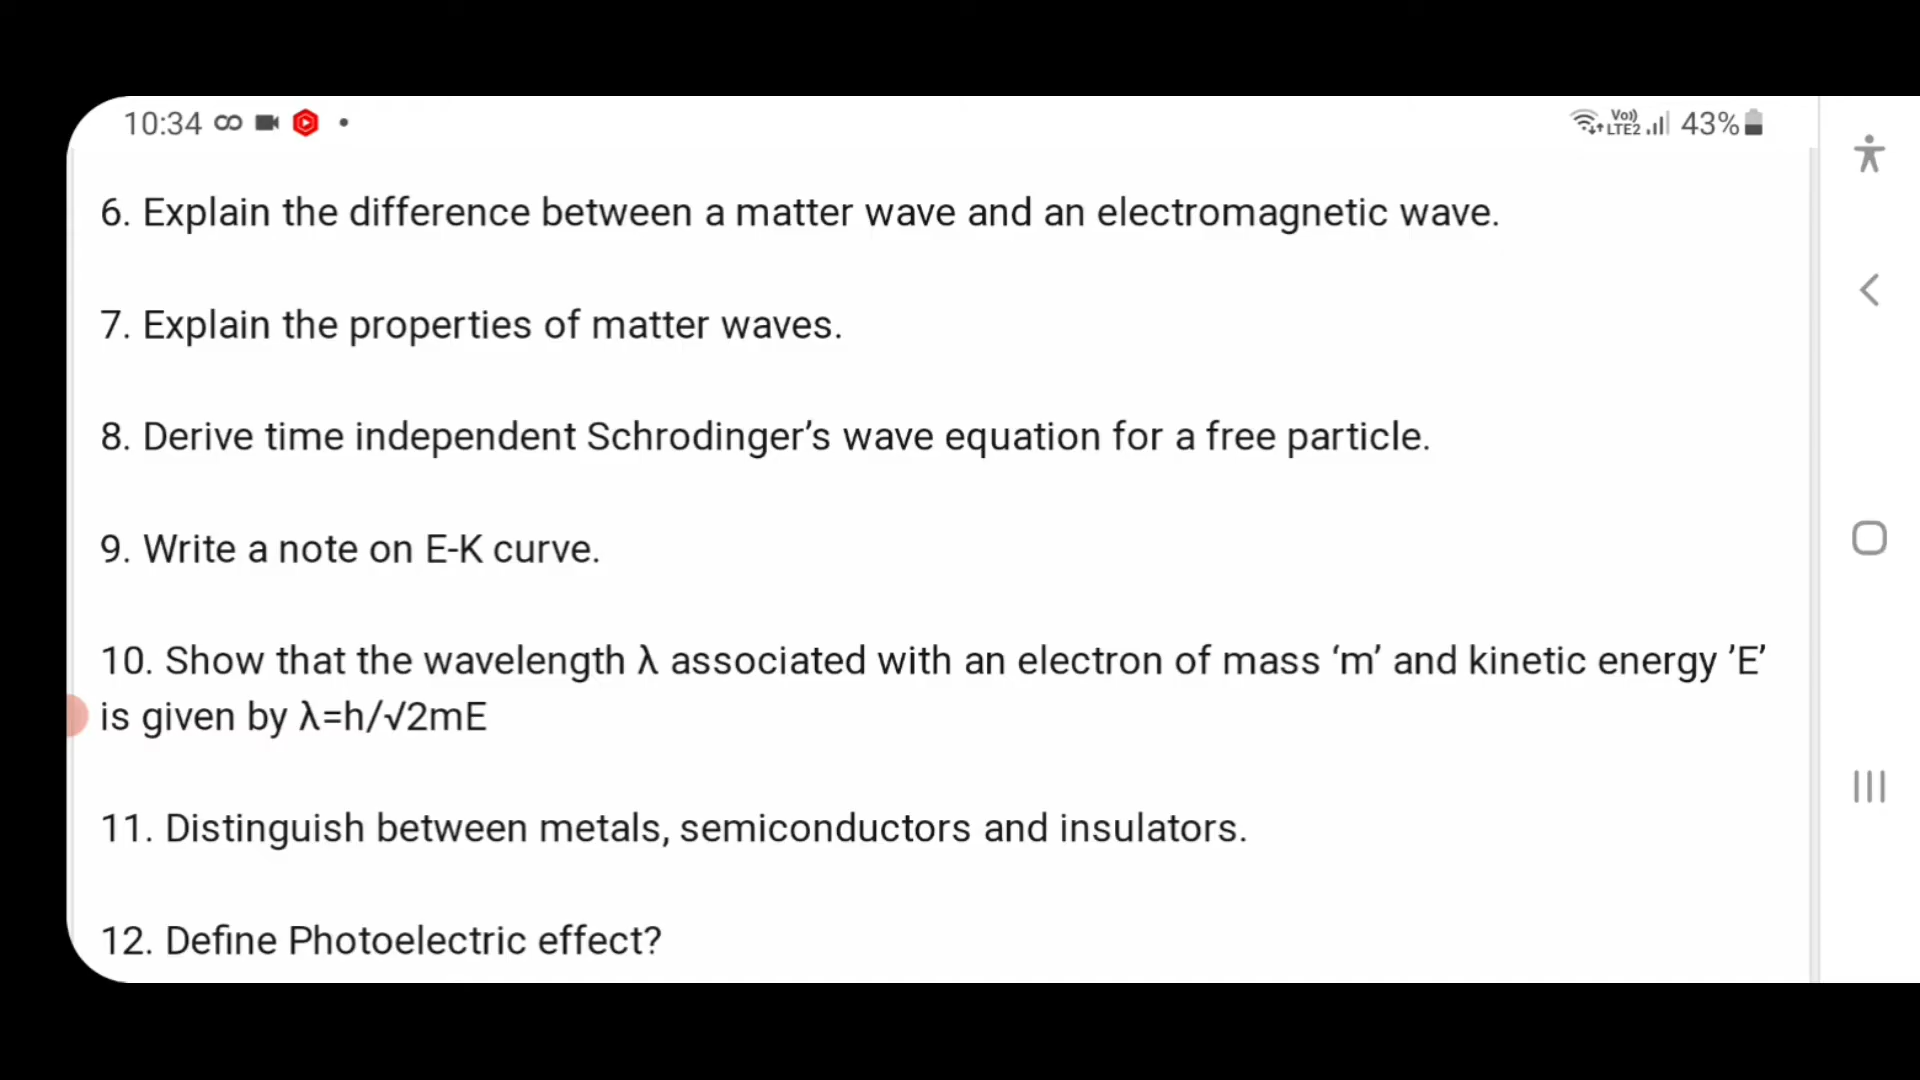 10:34
Vo)) LTE2 43%
6. Explain the difference between a matter wave and an electromagnetic wave.
7. Explain the properties of matter waves.
8. Derive time independent Schrodinger’s wave equation for a free particle.
9. Write a note on E-K curve.
10. Show that the wavelength λ associated with an electron of mass ‘m’ and kinetic energy ’E’
is given by λ=h/√2mE
11. Distinguish between metals, semiconductors and insulators.
12. Define Photoelectric effect?